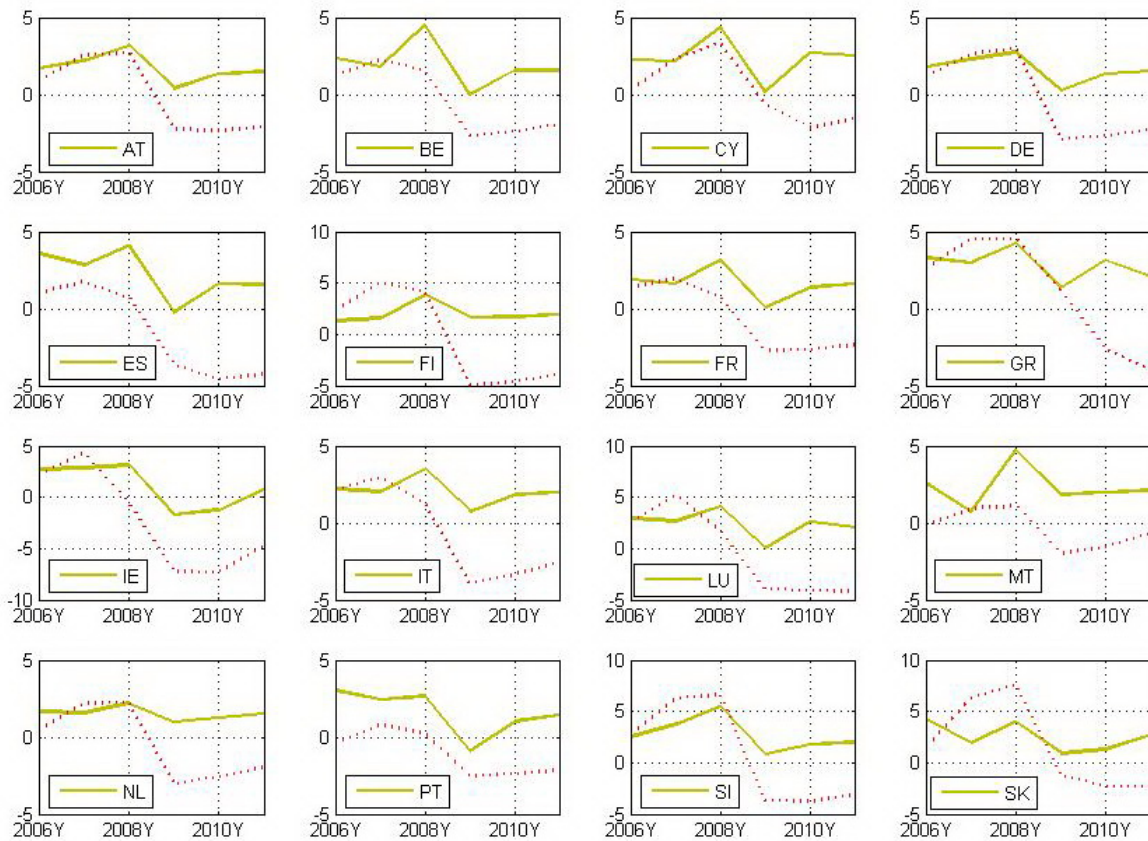 5 5 5 5
0 0 0 0
AT BE CY DE
-5 -5 -5 -5
2006Y 2008Y 2010Y 2006Y 2008Y 2010Y 2006Y 2008Y 2010Y 2006Y 2008Y 2010Y
5 10 5 5
5
0 0 0 0
ES FI FR GR
-5 -5 -5 -5
2006Y 2008Y 2010Y 2006Y 2008Y 2010Y 2006Y 2008Y 2010Y 2006Y 2008Y 2010Y
5 5 10 5
0 5
0 0 0
-5
IE IT LU MT
-10 -5 -5 -5
2006Y 2008Y 2010Y 2006Y 2008Y 2010Y 2006Y 2008Y 2010Y 2006Y 2008Y 2010Y
5 5 10 10
5 5
0 0 0 0
NL PT SI SK
-5 -5 -5 -5
2006Y 2008Y 2010Y 2006Y 2008Y 2010Y 2006Y 2008Y 2010Y 2006Y 2008Y 2010Y